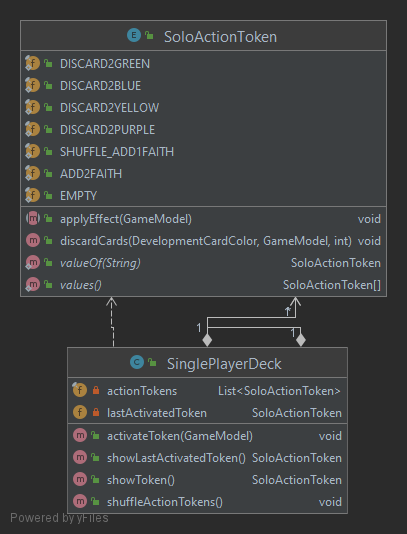 E SoloActionToken
f DISCARD2GREEN
f DISCARD2BLUE
f DISCARD2YELLOW
f DISCARD2PURPLE
f SHUFFLE_ADD1FAITH
f ADD2FAITH
f EMPTY
m applyEffect(GameModel) void
m discardCards(DevelopmentCardColor, GameModel, int) void
m valueOf(String) SoloActionToken
m values() SoloActionToken[]
* 
1 1
C SinglePlayerDeck
f actionTokens List<SoloActionToken>
f lastActivatedToken SoloActionToken
m activateToken(GameModel) void
m showLastActivatedToken() SoloActionToken
m showToken() SoloActionToken
m shuffleActionTokens() void
Powered by yFiles